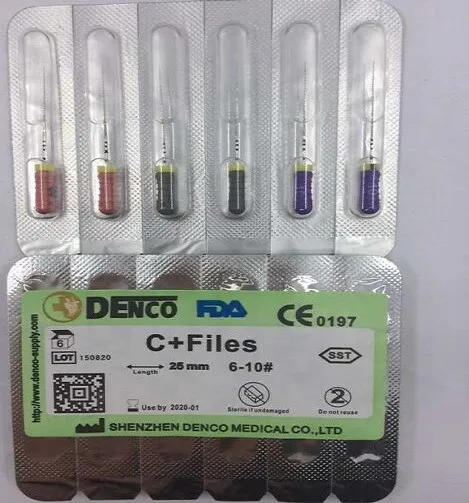 DENCO FDA CE 0197
6
C+Files
SST
LOT 150820
25 mm 6-10#
Length
http://www.denco-supply.com
Use by 2020-01
Sterile if undamaged
2
Do not reuse
SHENZHEN DENCO MEDICAL CO.,LTD